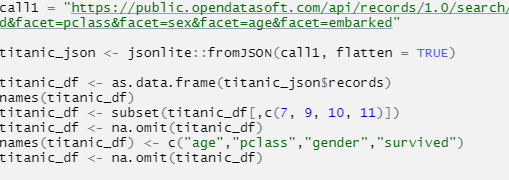 call1 = "https://public.opendatasoft.com/api/records/1.0/search/
d&facet=pclass&facet=sex&facet=age&facet=embarked"
titanic_json <- jsonlite::fromJSON(call1, flatten = TRUE)
titanic_df <- as.data.frame(titanic_json$records)
names(titanic_df)
titanic_df <- subset(titanic_df[,c(7, 9, 10, 11)])
titanic_df <- na.omit(titanic_df)
names(titanic_df) <- c("age","pclass","gender","survived")
titanic_df <- na.omit(titanic_df)